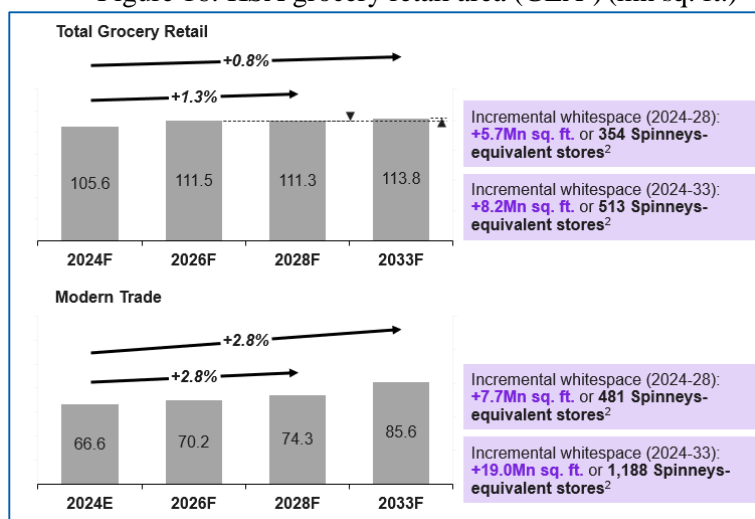 Total Grocery Retail
+0.8%
+1.3%
105.6
111.5
111.3
113.8
2024F
2026F
2028F
2033F
Incremental whitespace (2024-28):
+5.7Mn sq. ft. or 354 Spinneys-
equivalent stores2
Incremental whitespace (2024-33):
+8.2Mn sq. ft. or 513 Spinneys-
equivalent stores2
Modern Trade
+2.8%
+2.8%
66.6
70.2
74.3
85.6
2024E
2026F
2028F
2033F
Incremental whitespace (2024-28):
+7.7Mn sq. ft. or 481 Spinneys-
equivalent stores2
Incremental whitespace (2024-33):
+19.0Mn sq. ft. or 1,188 Spinneys-
equivalent stores2